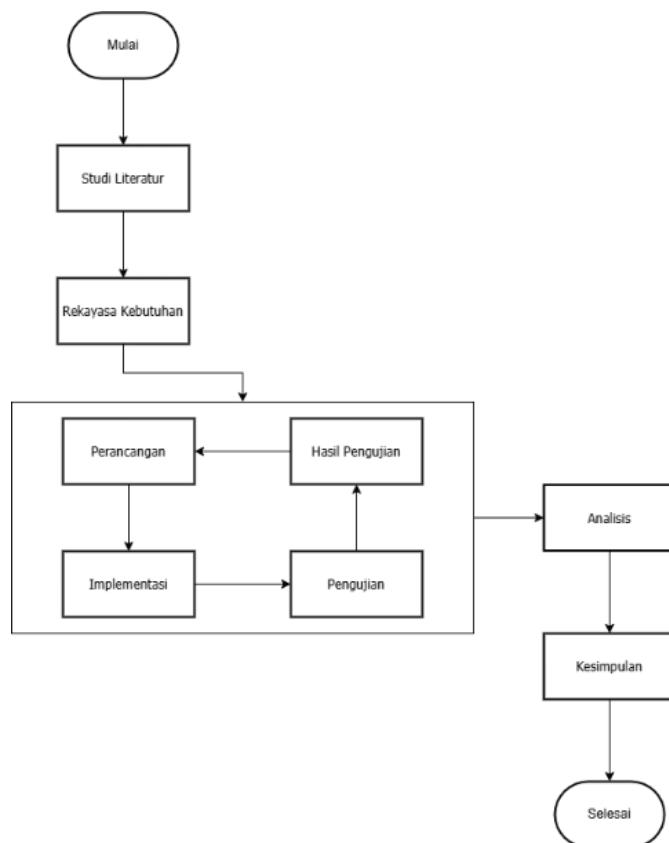 Mulai
Studi Literatur
Rekayasa Kebutuhan
Perancangan
Hasil Pengujian
Implementasi
Pengujian
Analisis
Kesimpulan
Selesai